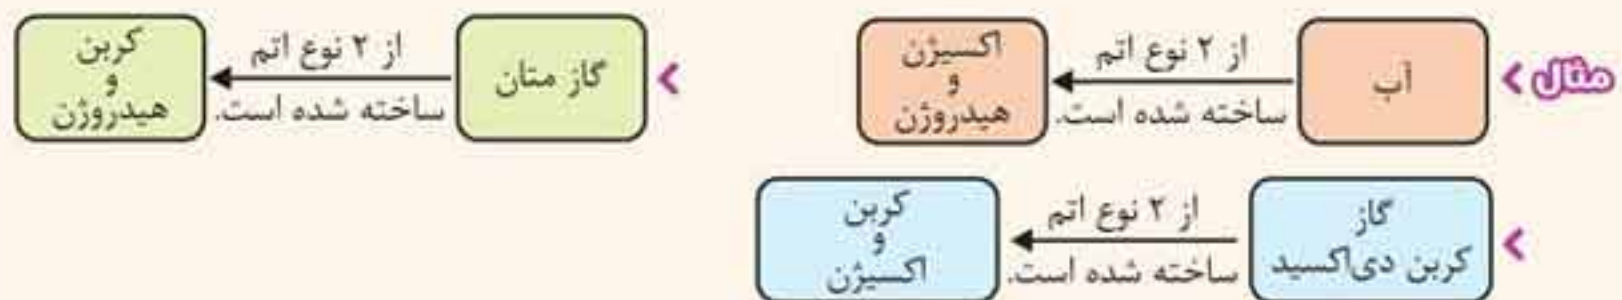 مثال
آب
از ۲ نوع اتم
ساخته شده است.
اکسیژن
و
هیدروژن
گاز متان
از ۲ نوع اتم
ساخته شده است.
کربن
و
هیدروژن
گاز
کربن دی‌اکسید
از ۲ نوع اتم
ساخته شده است.
کربن
و
اکسیژن